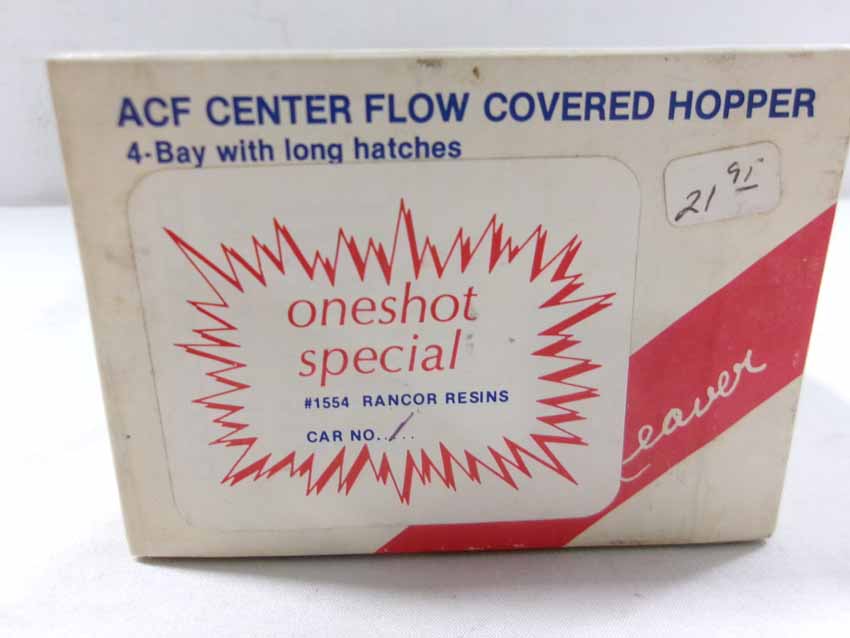 ACF CENTER FLOW COVERED HOPPER
4-Bay with long hatches
21 95
oneshot
special
#1554 RANCOR RESINS
CAR NO. . / . .
eaver